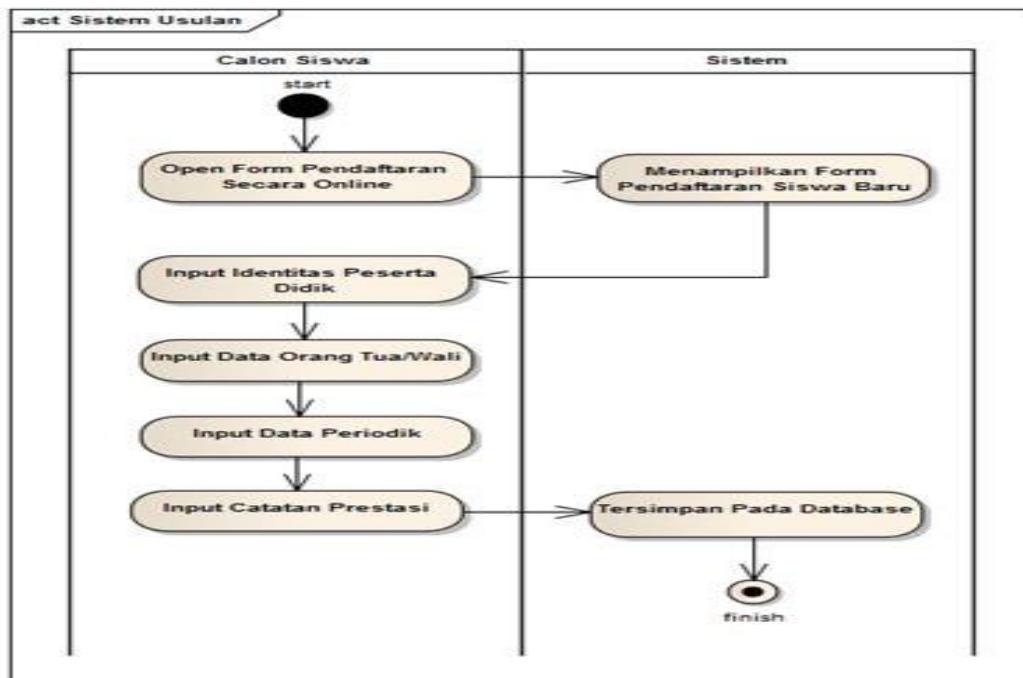 act Sistem Usulan
Calon Siswa
Sistem
start
Open Form Pendaftaran
Secara Online
Menampilkan Form
Pendaftaran Siswa Baru
Input Identitas Peserta
Didik
Input Data Orang Tua/Wali
Input Data Periodik
Input Catatan Prestasi
Tersimpan Pada Database
finish